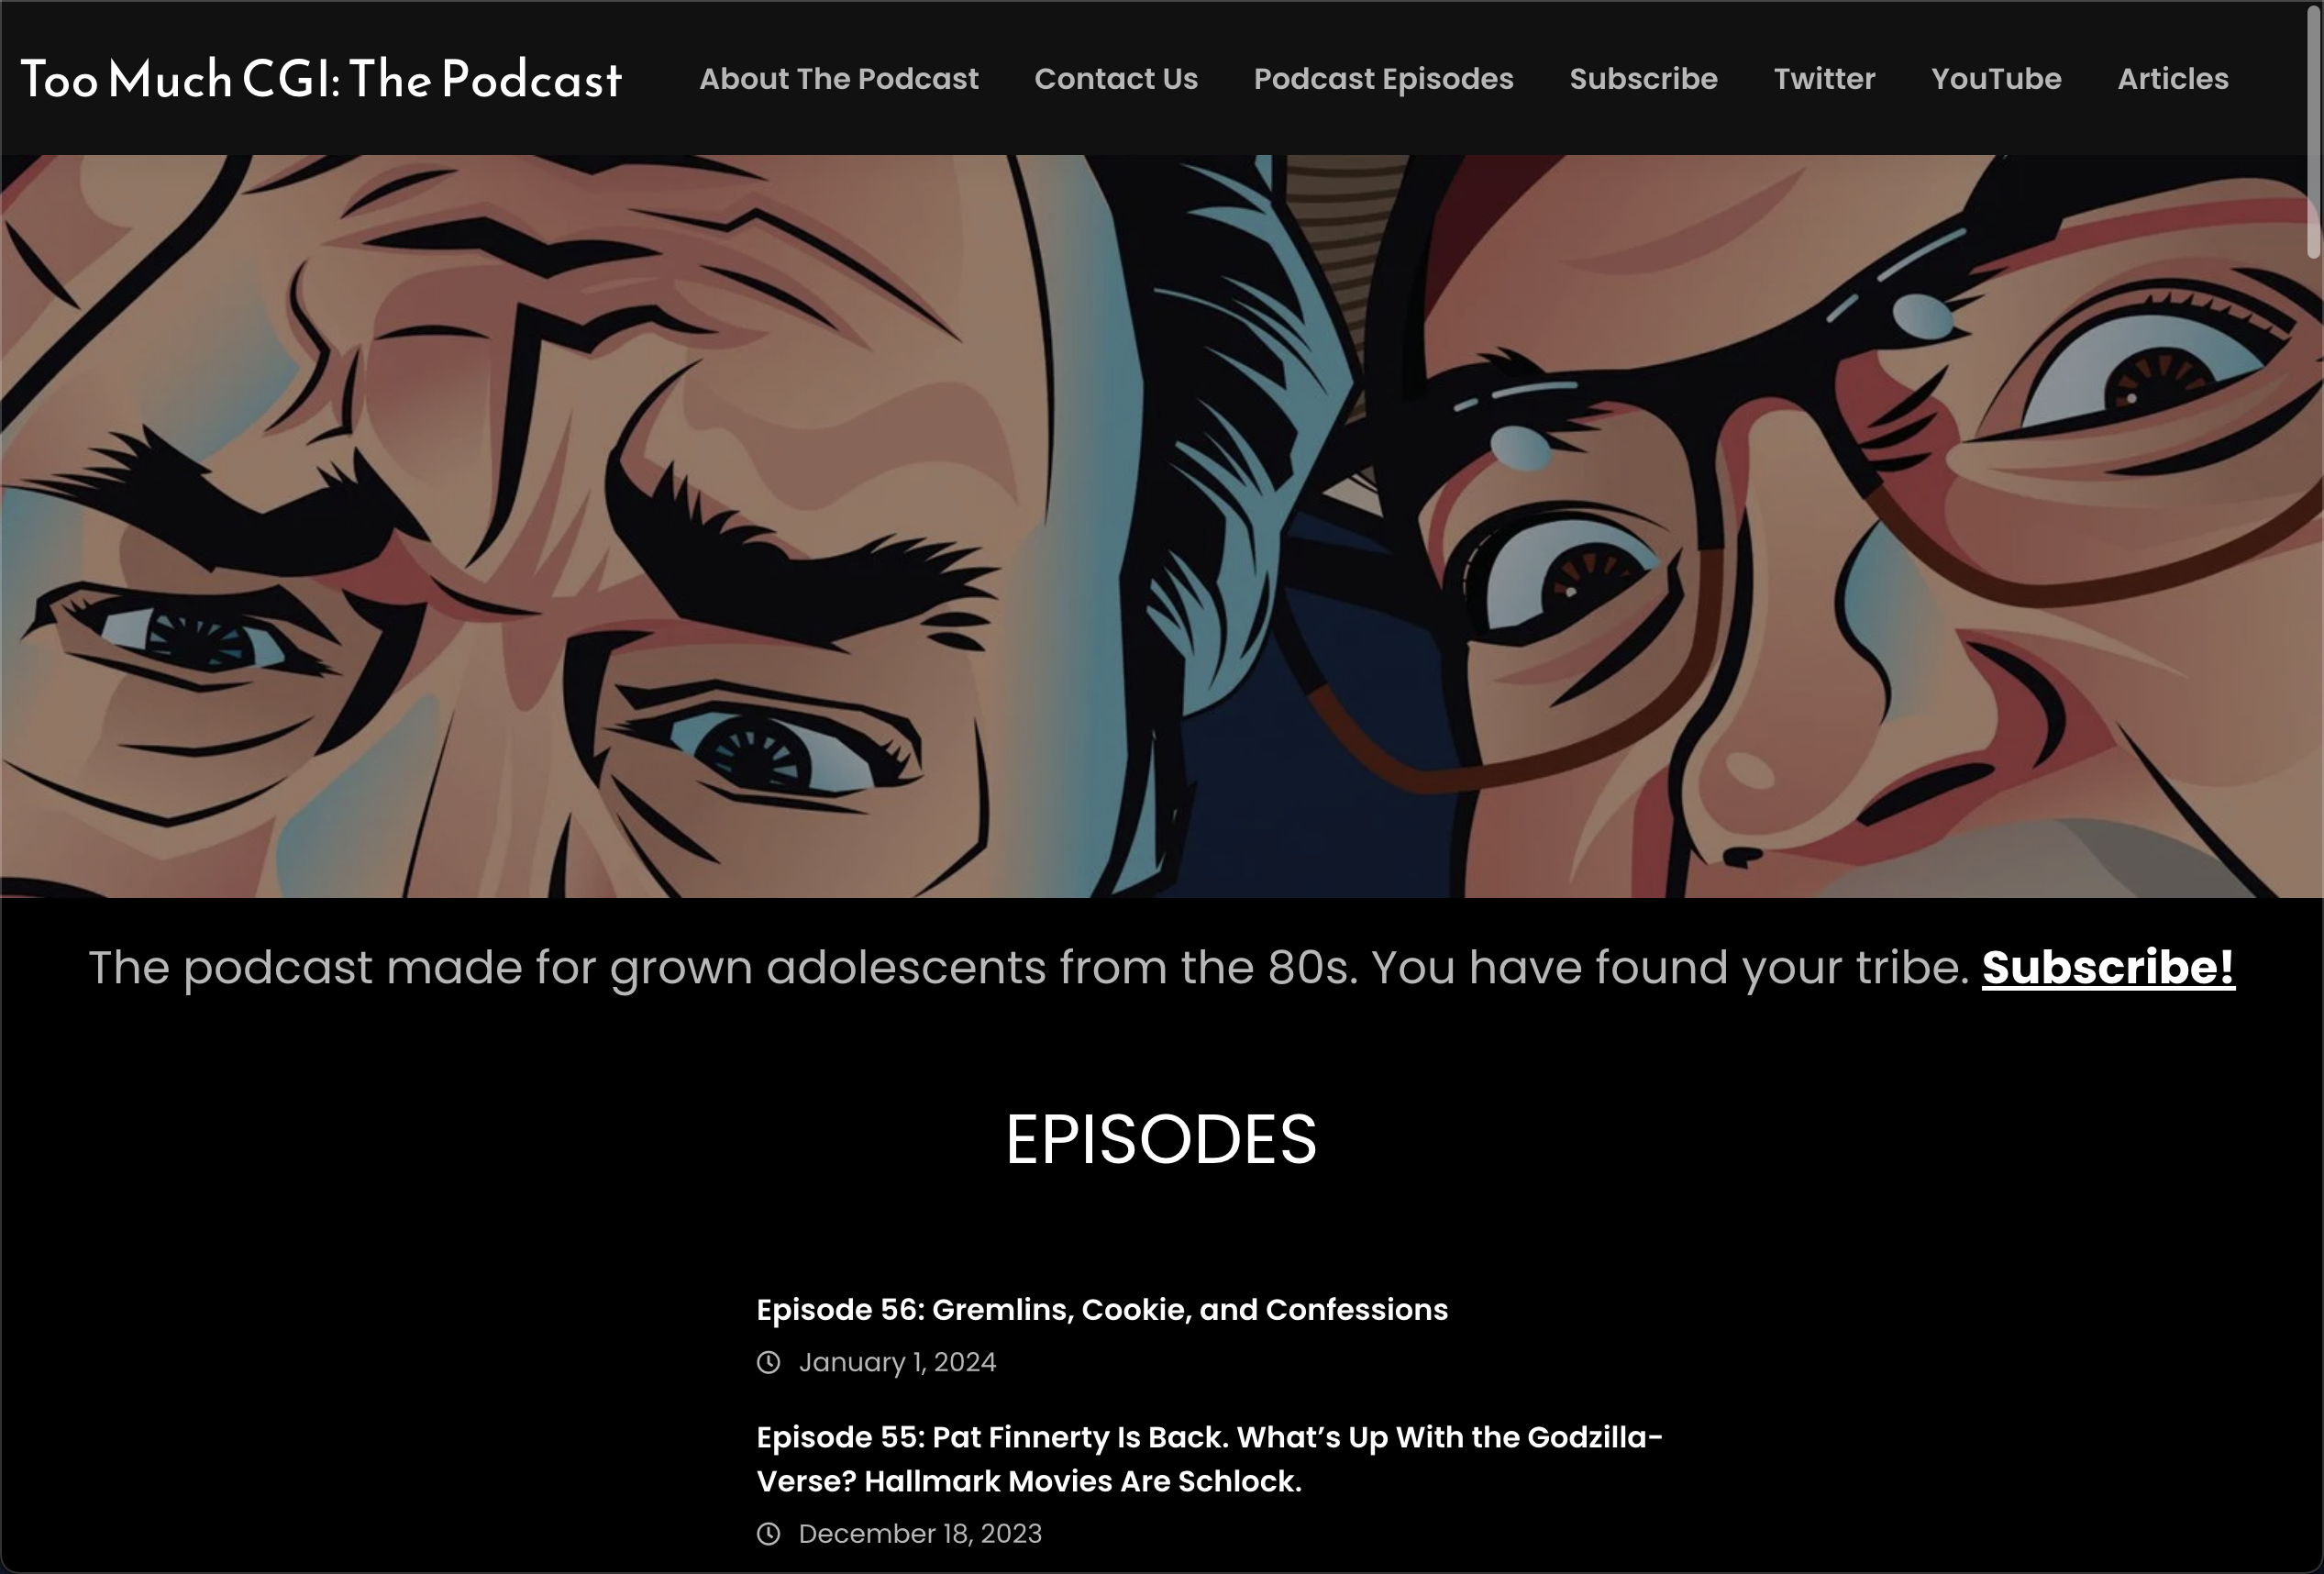 Too Much CGI: The Podcast
About The Podcast
Contact Us
Podcast Episodes
Subscribe
Twitter
YouTube
Articles
The podcast made for grown adolescents from the 80s. You have found your tribe. Subscribe!
EPISODES
Episode 56: Gremlins, Cookie, and Confessions
January 1, 2024
Episode 55: Pat Finnerty Is Back. What’s Up With the Godzilla-
Verse? Hallmark Movies Are Schlock.
December 18, 2023